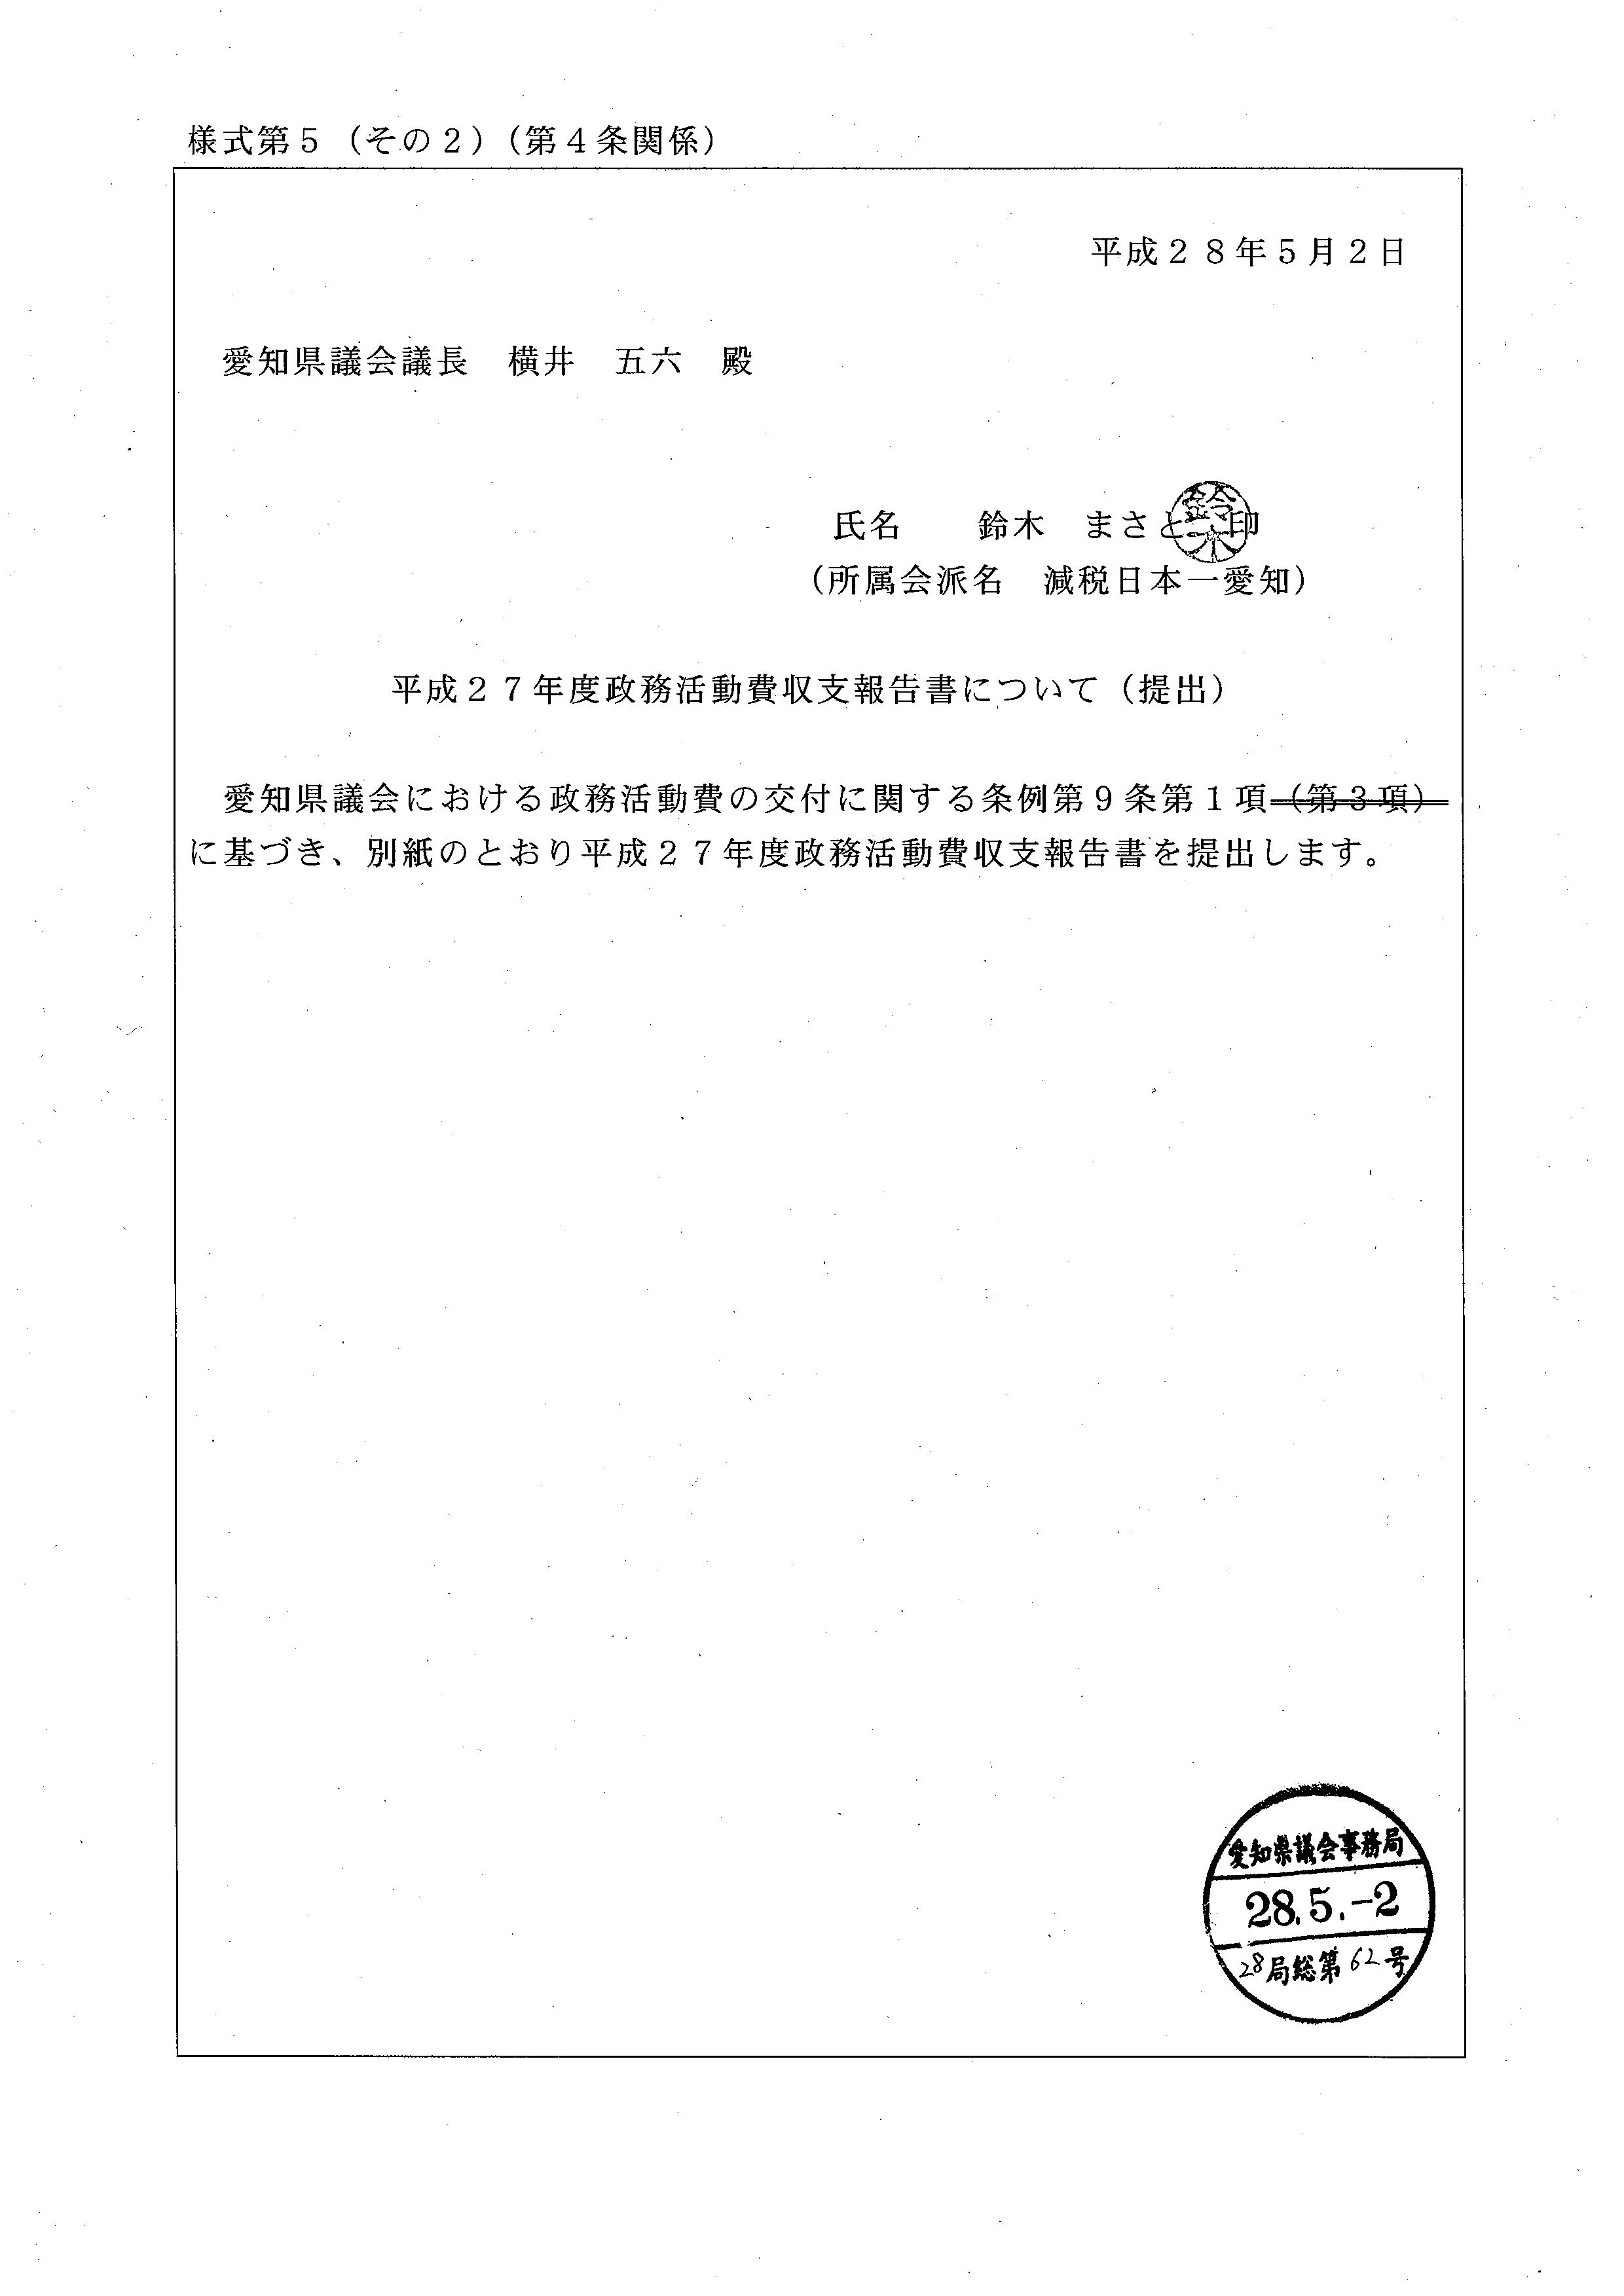 様式第５（その２）（第４条関係）
平成２８年５月２日
愛知県議会議長　横井　五六　殿
氏名　　鈴木　まさと　印
鈴木
（所属会派名　減税日本一愛知）
平成２７年度政務活動費収支報告書について（提出）
愛知県議会における政務活動費の交付に関する条例第９条第１項（第３項）
に基づき、別紙のとおり平成２７年度政務活動費収支報告書を提出します。
愛知県議会事務局
28.5.-2
28局総第62号